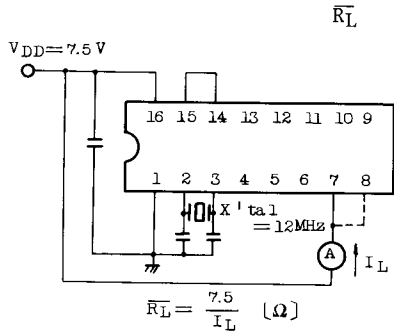 R̅L̅
VDD=7.5V
16 15 14 13 12 11 10 9
1 2 3 4 5 6 7 8
X'tal
=12MHz
A
IL
R̅L̅= 7.5/IL [Ω]